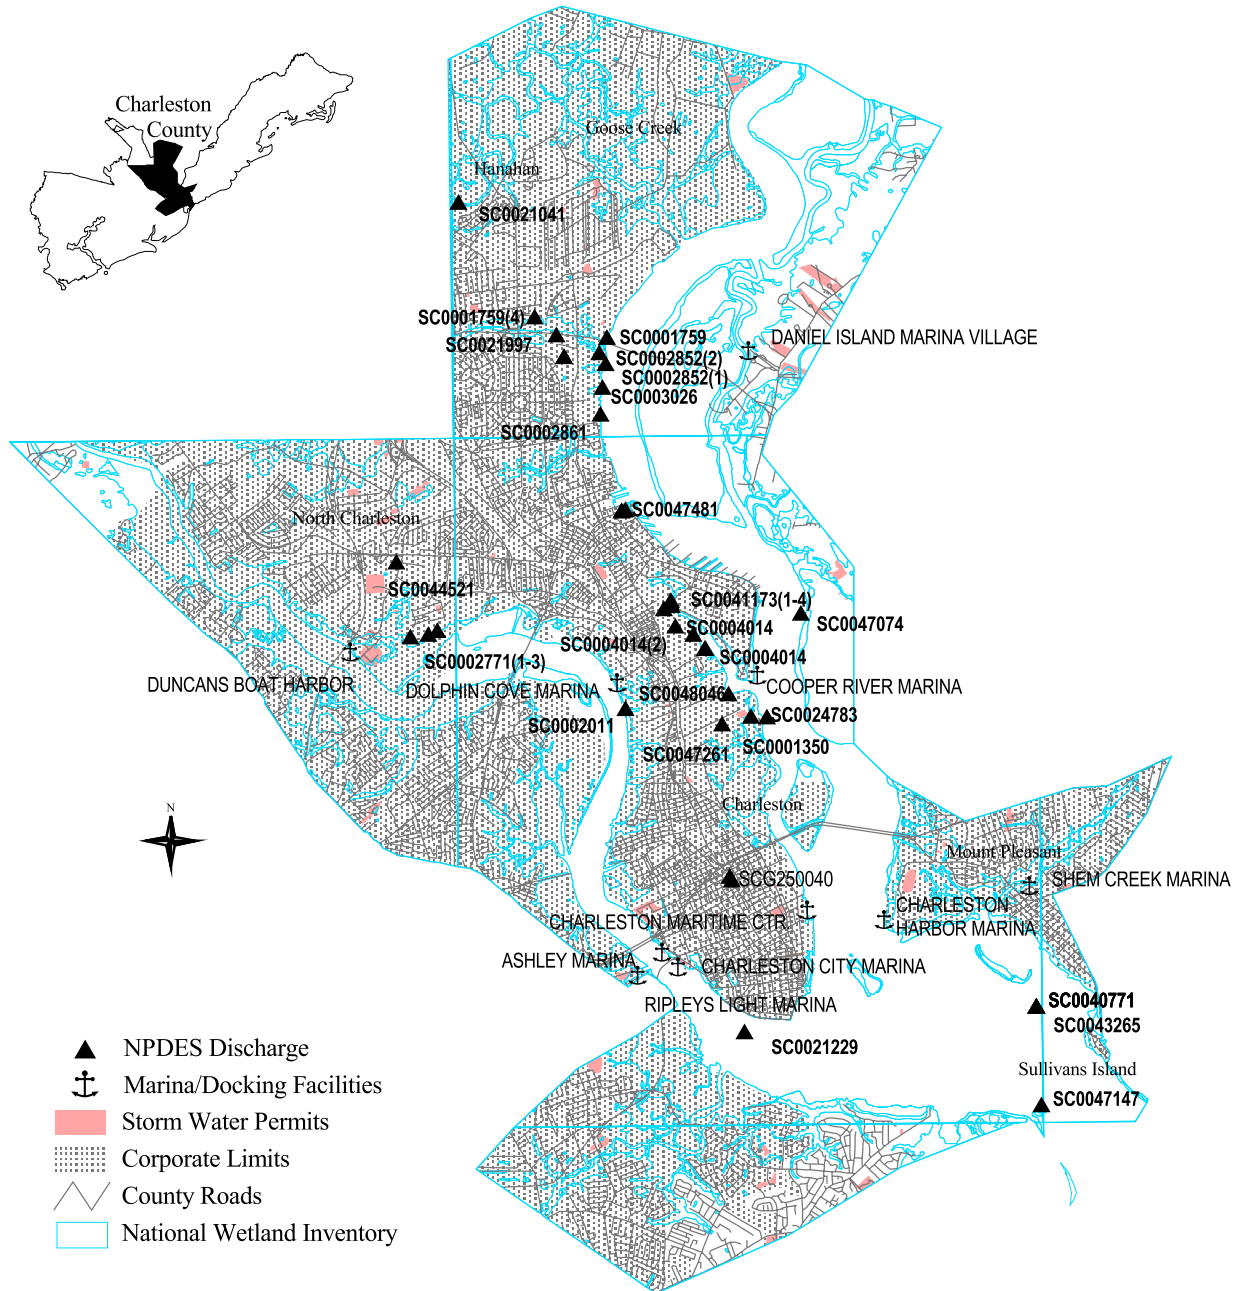 Charleston
County
Goose Creek
Hanahan
SC0021041
SC0001759(4)
SC0001759
DANIEL ISLAND MARINA VILLAGE
SC0021997
SC0002852(2)
SC0002852(1)
SC0003026
SC0002861
SC0047481
North Charleston
SC0044521
SC0041173(1-4)
SC0047074
SC0004014
SC0004014(2)
SC0004014
SC0002771(1-3)
DUNCANS BOAT HARBOR
DOLPHIN COVE MARINA
SC0048046
COOPER RIVER MARINA
SC0024783
SC0002011
SC0001350
SC0047261
Charleston
N
Mount Pleasant
SCG250040
SHEM CREEK MARINA
CHARLESTON
HARBOR MARINA
CHARLESTON MARITIME CTR.
ASHLEY MARINA
CHARLESTON CITY MARINA
RIPLEYS LIGHT MARINA
SC0040771
SC0043265
SC0021229
Sullivans Island
SC0047147
NPDES Discharge
Marina/Docking Facilities
Storm Water Permits
Corporate Limits
County Roads
National Wetland Inventory